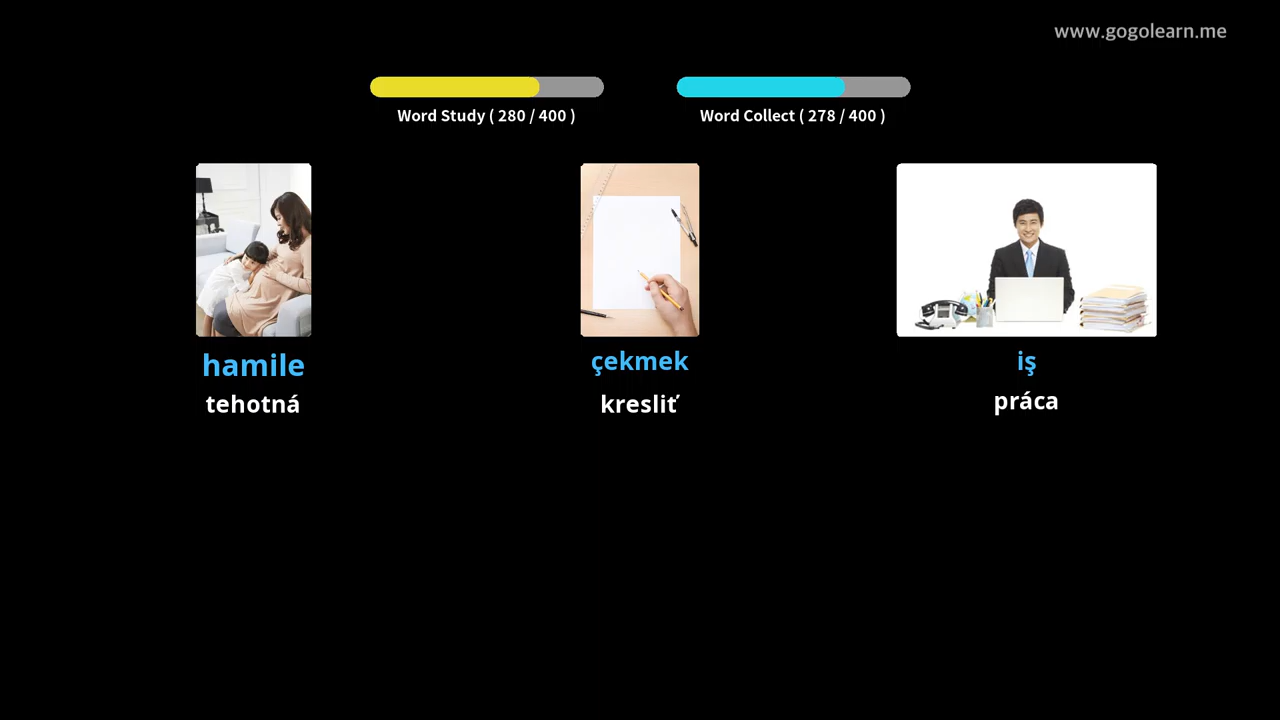 www.gogolearn.me
Word Study ( 280 / 400 )
Word Collect ( 278 / 400 )
hamile
tehotná
çekmek
kresliť
iş
práca